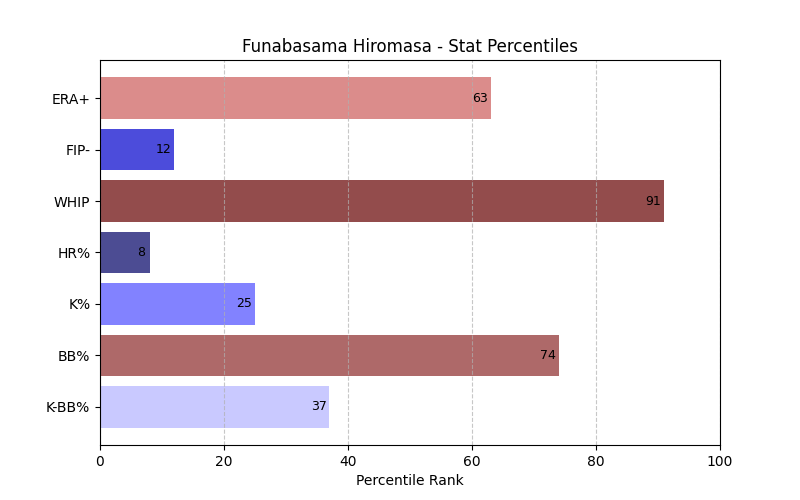 Funabasama Hiromasa - Stat Percentiles
ERA+ 63
FIP- 12
WHIP 91
HR% 8
K% 25
BB% 74
K-BB% 37
0 20 40 60 80 100
Percentile Rank